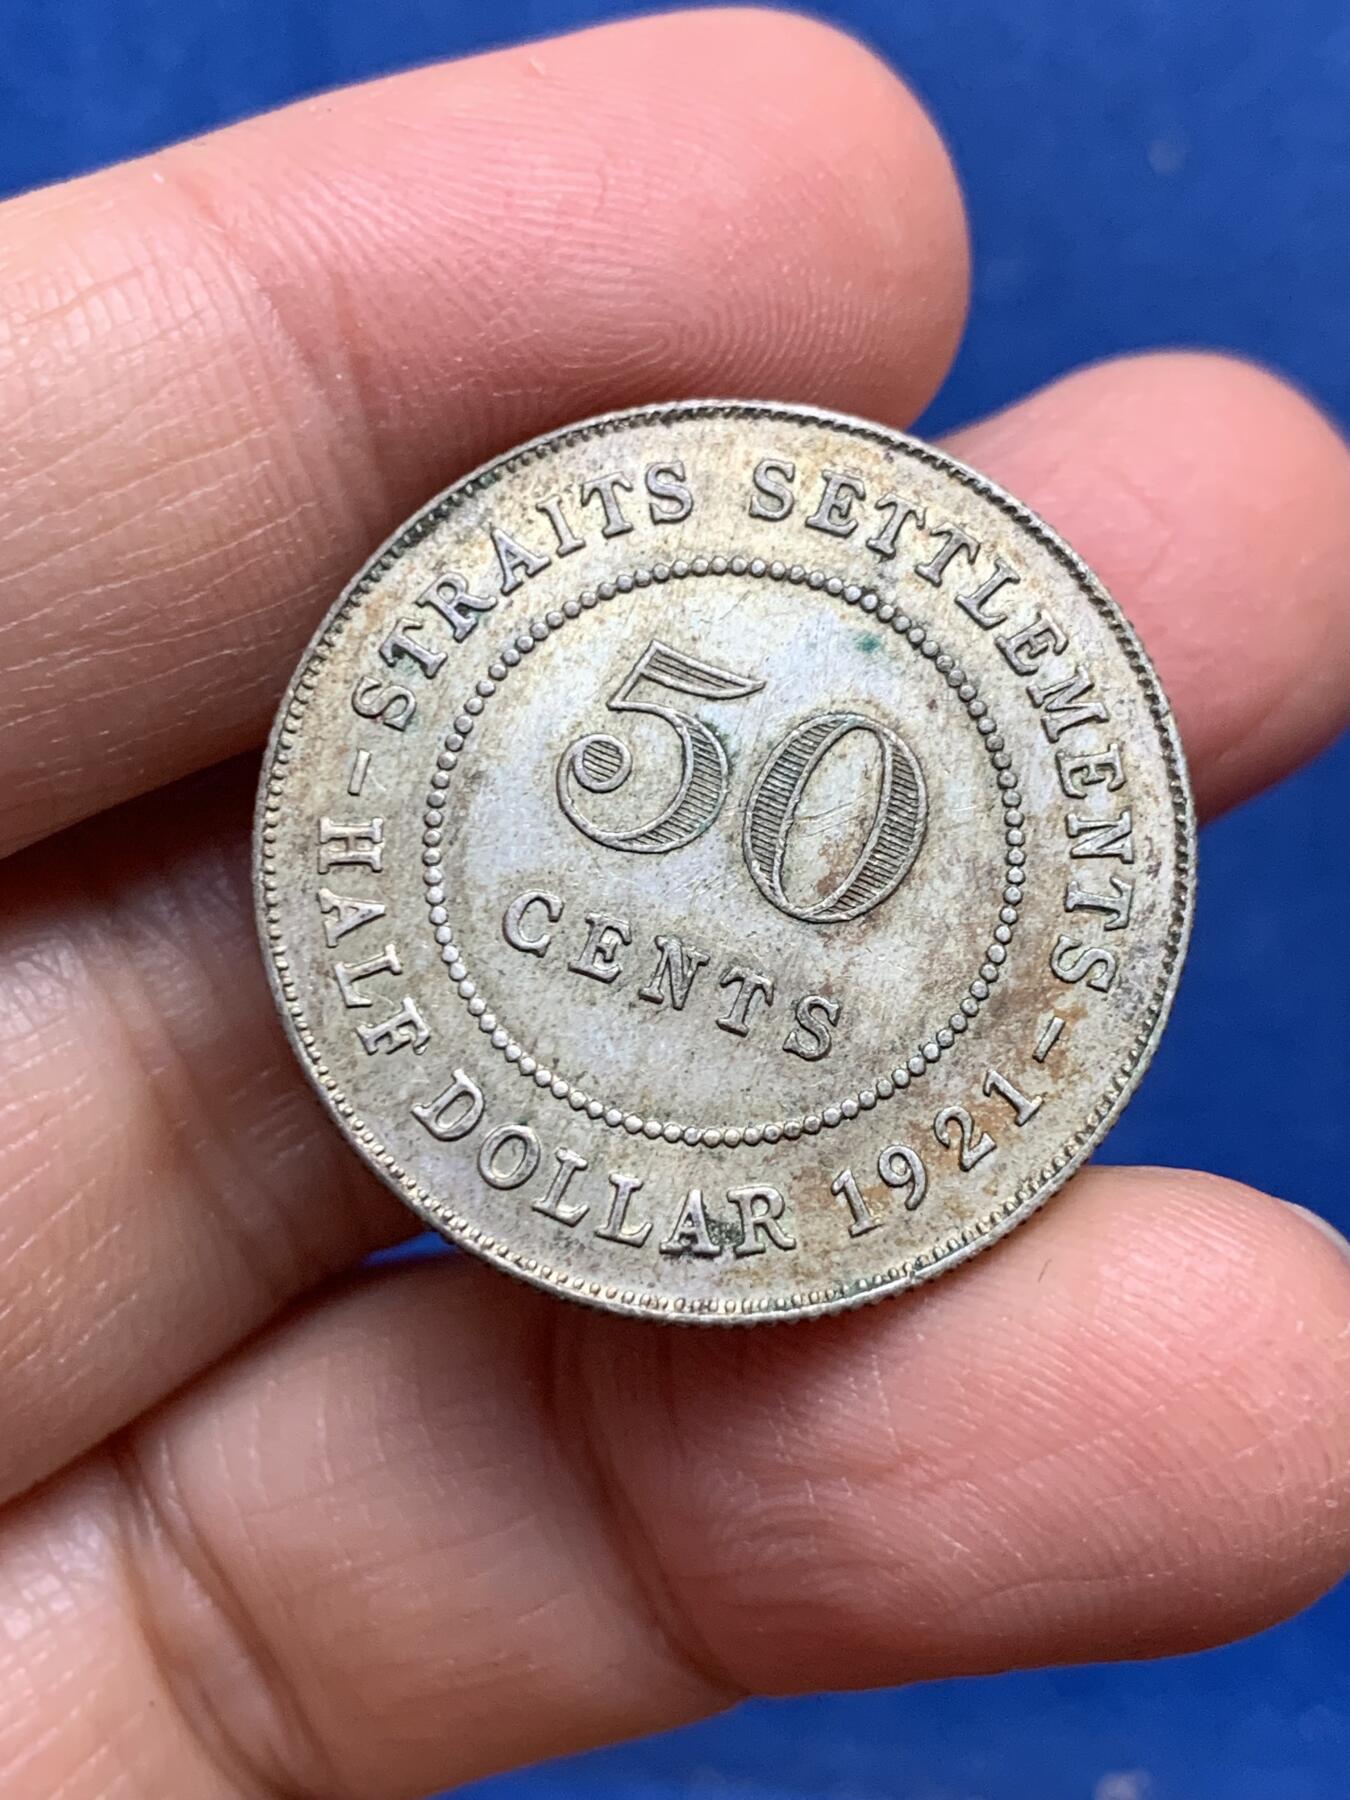 STRAITS SETTLEMENTS
50
CENTS
– HALF DOLLAR 1921 –